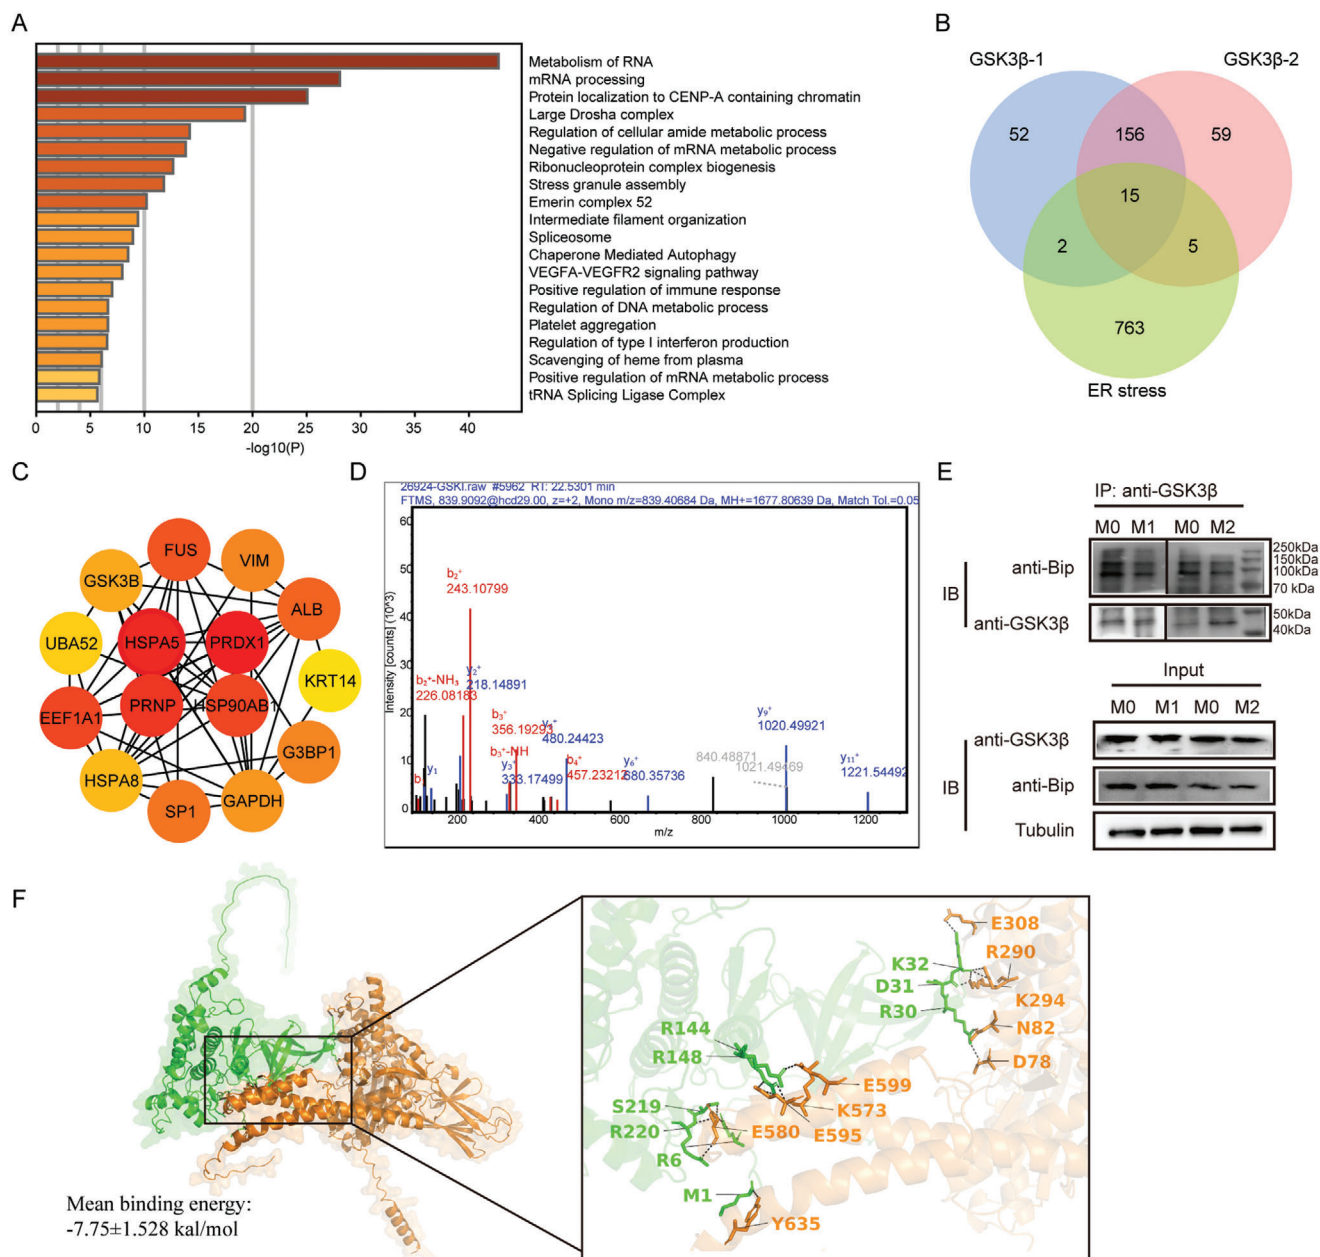 A
Metabolism of RNA
mRNA processing
Protein localization to CENP-A containing chromatin
Large Drosha complex
Regulation of cellular amide metabolic process
Negative regulation of mRNA metabolic process
Ribonucleoprotein complex biogenesis
Stress granule assembly
Emerin complex 52
Intermediate filament organization
Spliceosome
Chaperone Mediated Autophagy
VEGFA-VEGFR2 signaling pathway
Positive regulation of immune response
Regulation of DNA metabolic process
Platelet aggregation
Regulation of type I interferon production
Scavenging of heme from plasma
Positive regulation of mRNA metabolic process
tRNA Splicing Ligase Complex
0 5 10 15 20 25 30 35 40
-log10(P)
B
GSK3β-1
GSK3β-2
52
156
59
15
2
5
763
ER stress
C
FUS
VIM
GSK3B
ALB
UBA52
HSPA5
PRDX1
KRT14
EEF1A1
PRNP
HSP90AB1
G3BP1
HSPA8
SP1
GAPDH
D
26924-GSKI.raw #5962 RT: 22.5301 min
FTMS, 839.9092@hcd29.00, z=+2, Mono m/z=839.40684 Da, MH+=1677.80639 Da, Match Tol.=0.05
Intensity [counts] (10^3)
60
50
40
30
20
10
0
b₂⁺
243.10799
b₂⁺-NH₃
226.08183
y₂⁺
218.14891
b₃⁺
356.19293
y₄⁺
480.24423
b₃⁺-NH
y₃⁺
333.17499
b₄⁺
457.23212
y₁
y₆⁺
680.35736
840.48871
1021.49469
y₉⁺
1020.49921
y₁₁⁺
1221.54492
200 400 600 800 1000 1200
m/z
E
IP: anti-GSK3β
M0 M1 M0 M2
IB
anti-Bip
250kDa
150kDa
100kDa
70 kDa
anti-GSK3β
50kDa
40kDa
Input
M0 M1 M0 M2
IB
anti-GSK3β
anti-Bip
Tubulin
F
Mean binding energy:
-7.75±1.528 kal/mol
E308
R290
K32
D31
K294
R30
N82
D78
R144
R148
E599
K573
E595
S219
R220
E580
R6
M1
Y635